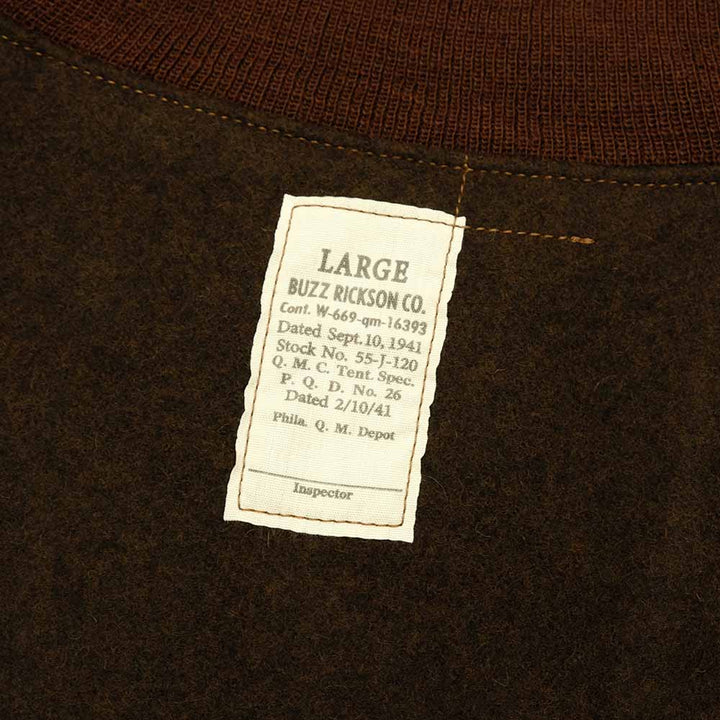 LARGE
BUZZ RICKSON CO.
Cont. W-669-qm-16393
Dated Sept. 10, 1941
Stock No. 55-J-120
Q. M. C. Tent. Spec.
P. Q. D. No. 26
Dated 2/10/41
Phila. Q. M. Depot
Inspector